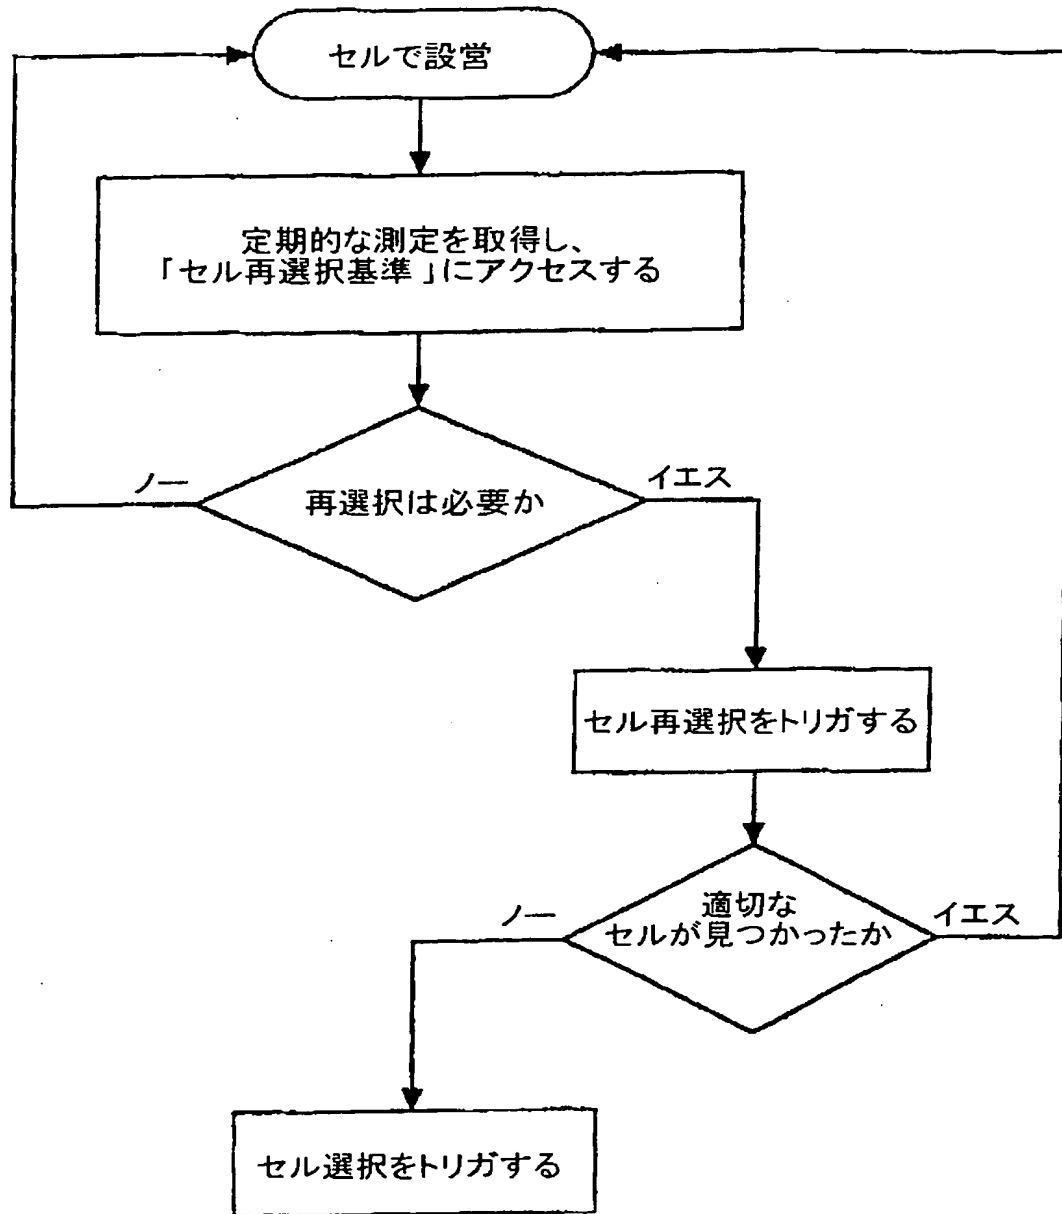 セルで設営
定期的な測定を取得し、
「セル再選択基準」にアクセスする
再選択は必要か
ノー
イエス
セル再選択をトリガする
適切な
セルが見つかったか
ノー
イエス
セル選択をトリガする